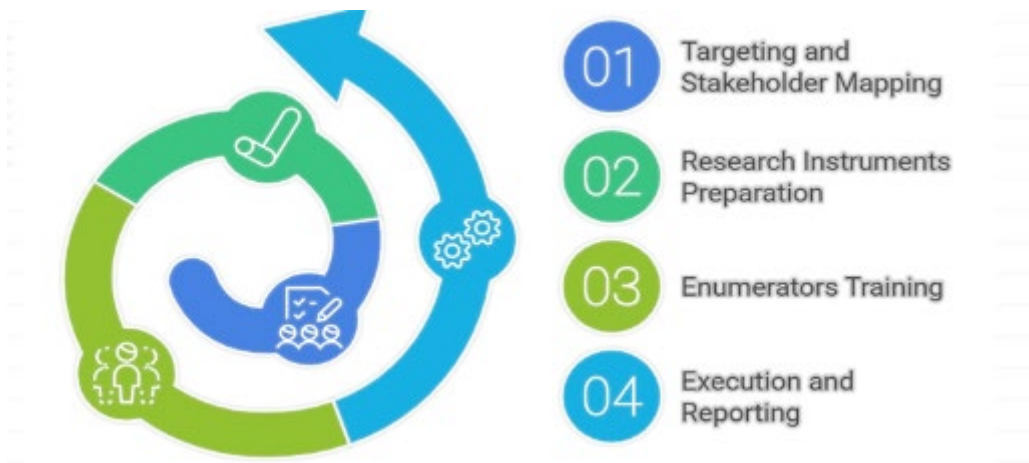 01
Targeting and
Stakeholder Mapping
02
Research Instruments
Preparation
03
Enumerators Training
04
Execution and
Reporting